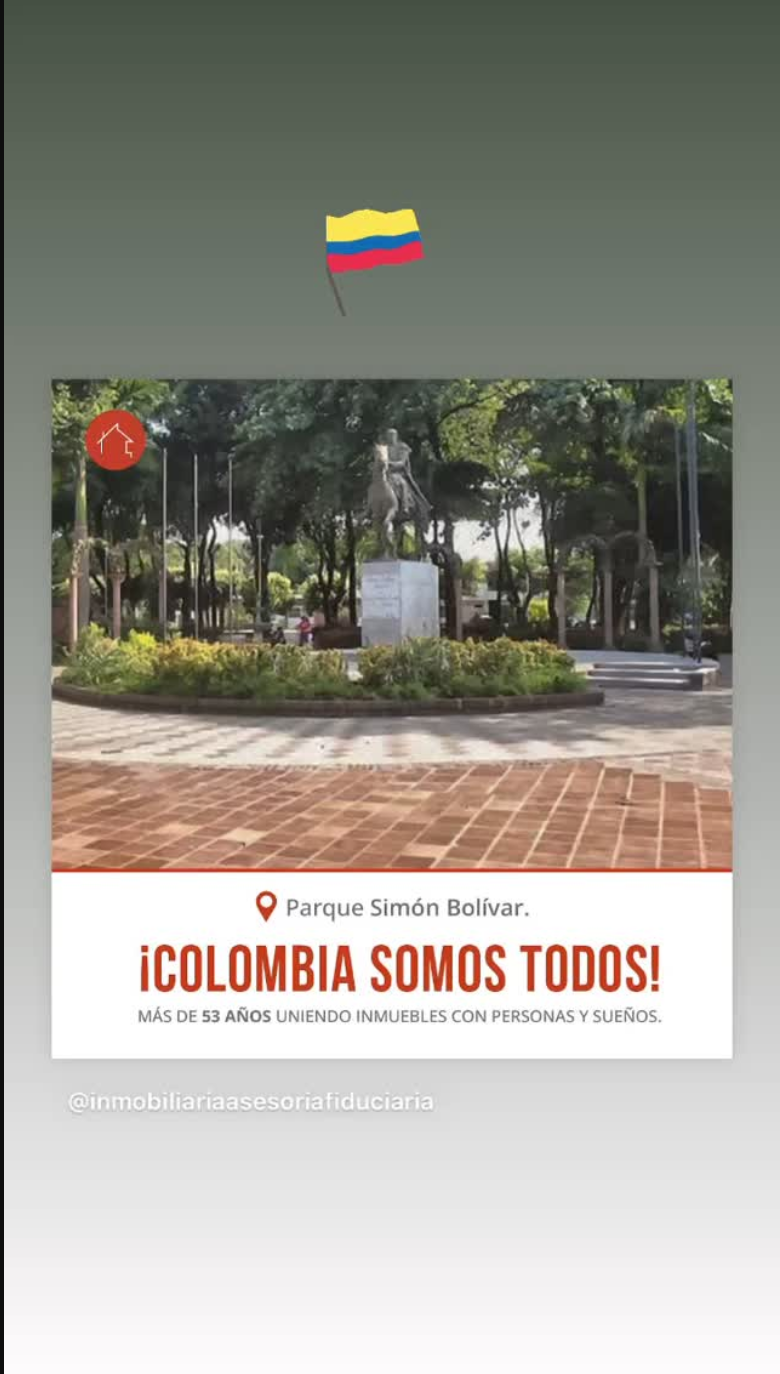 Parque Simón Bolívar.
¡COLOMBIA SOMOS TODOS!
MÁS DE 53 AÑOS UNIENDO INMUEBLES CON PERSONAS Y SUEÑOS.
@inmobiliariaasesoriafiduciaria